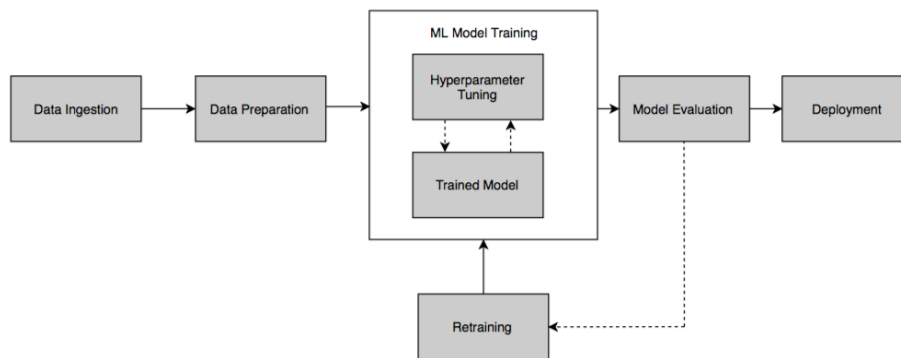 ML Model Training
Hyperparameter
Tuning
Data Ingestion
Data Preparation
Model Evaluation
Deployment
Trained Model
Retraining